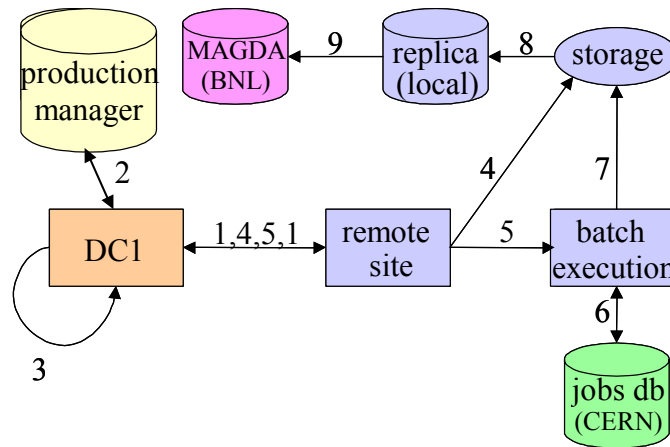 production
manager
MAGDA
(BNL)
9
replica
(local)
8
storage
2
4
7
DC1
1,4,5,1
remote
site
5
batch
execution
3
6
jobs db
(CERN)